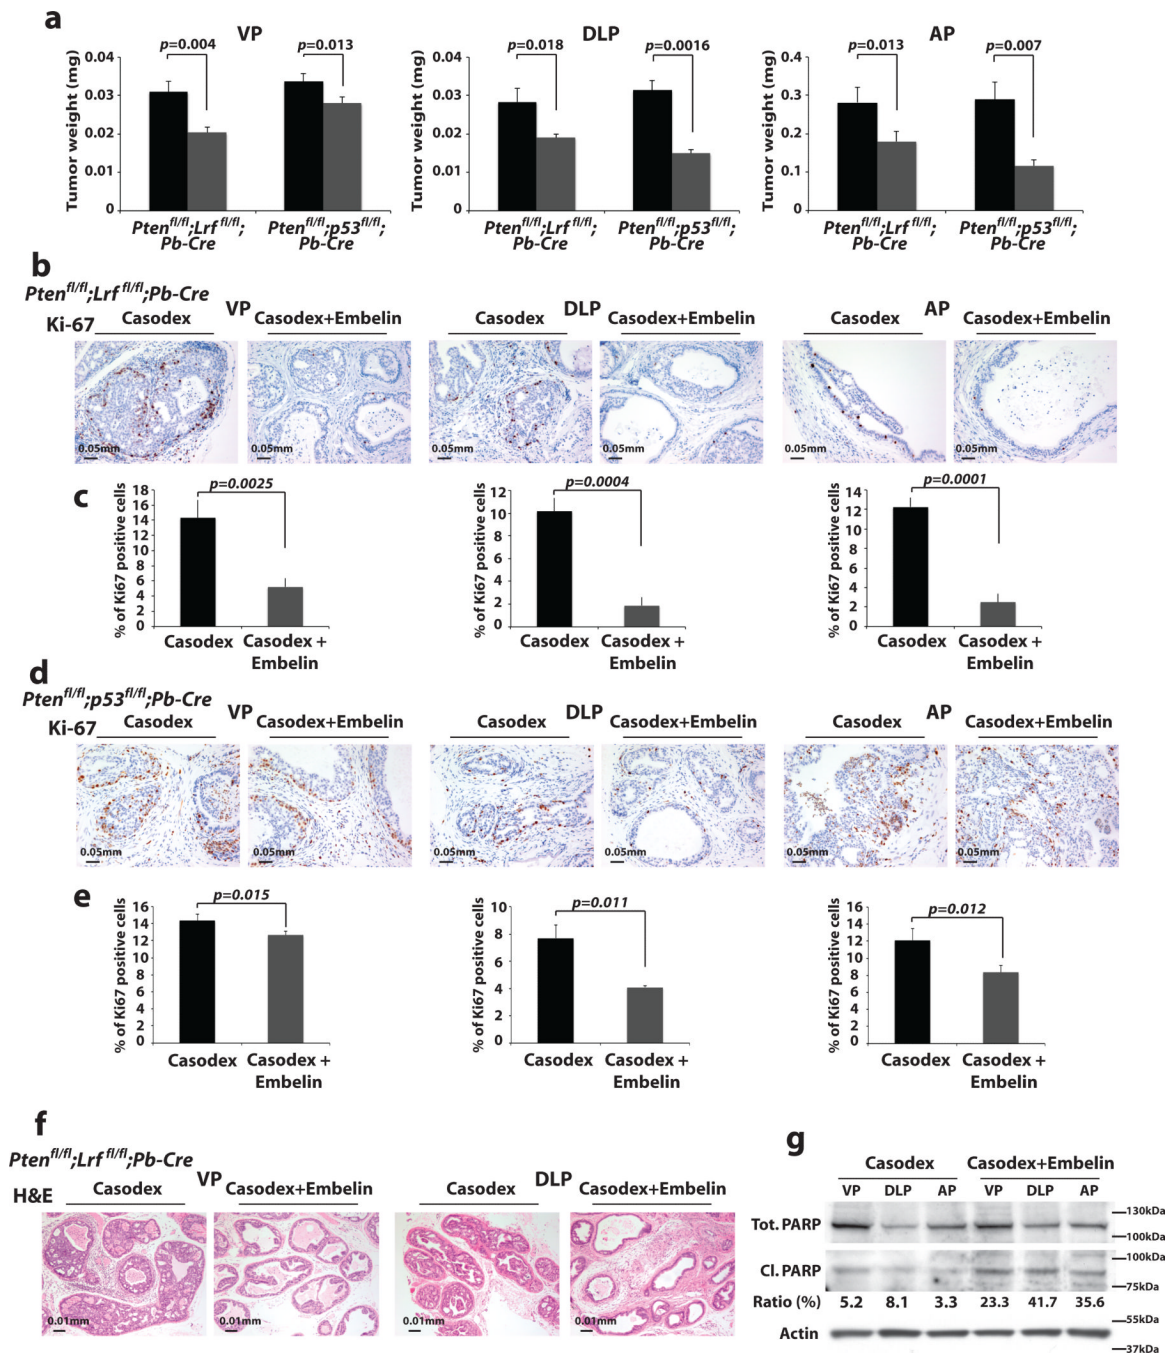 a
VP DLP AP
p=0.004 p=0.013 p=0.018 p=0.0016 p=0.013 p=0.007
Tumor weight (mg)
0.04
0.03
0.02
0.01
0
Pten^fl/fl;Lrf^fl/fl; Pten^fl/fl;p53^fl/fl;
Pb-Cre Pb-Cre
Tumor weight (mg)
0.04
0.03
0.02
0.01
0
Pten^fl/fl;Lrf^fl/fl; Pten^fl/fl;p53^fl/fl;
Pb-Cre Pb-Cre
Tumor weight (mg)
0.4
0.3
0.2
0.1
0
Pten^fl/fl;Lrf^fl/fl; Pten^fl/fl;p53^fl/fl;
Pb-Cre Pb-Cre
b
Pten^fl/fl;Lrf^fl/fl;Pb-Cre
VP DLP AP
Ki-67 Casodex Casodex+Embelin Casodex Casodex+Embelin Casodex Casodex+Embelin
0.05mm 0.05mm 0.05mm 0.05mm 0.05mm 0.05mm
c
p=0.0025
% of Ki67 positive cells
18
16
14
12
10
8
6
4
2
0
Casodex Casodex +
Embelin
p=0.0004
% of Ki67 positive cells
12
10
8
6
4
2
0
Casodex Casodex +
Embelin
p=0.0001
% of Ki67 positive cells
14
12
10
8
6
4
2
0
Casodex Casodex +
Embelin
d
Pten^fl/fl;p53^fl/fl;Pb-Cre
VP DLP AP
Ki-67 Casodex Casodex+Embelin Casodex Casodex+Embelin Casodex Casodex+Embelin
0.05mm 0.05mm 0.05mm 0.05mm 0.05mm 0.05mm
e
p=0.015
% of Ki67 positive cells
16
14
12
10
8
6
4
2
0
Casodex Casodex +
Embelin
p=0.011
% of Ki67 positive cells
10
8
6
4
2
0
Casodex Casodex +
Embelin
p=0.012
% of Ki67 positive cells
16
14
12
10
8
6
4
2
0
Casodex Casodex +
Embelin
f
Pten^fl/fl;Lrf^fl/fl;Pb-Cre
VP DLP
H&E Casodex Casodex+Embelin Casodex Casodex+Embelin
0.01mm 0.01mm 0.01mm 0.01mm
g
Casodex Casodex+Embelin
VP DLP AP VP DLP AP
Tot. PARP
130kDa
100kDa
Cl. PARP
100kDa
75kDa
Ratio (%) 5.2 8.1 3.3 23.3 41.7 35.6
55kDa
Actin
37kDa